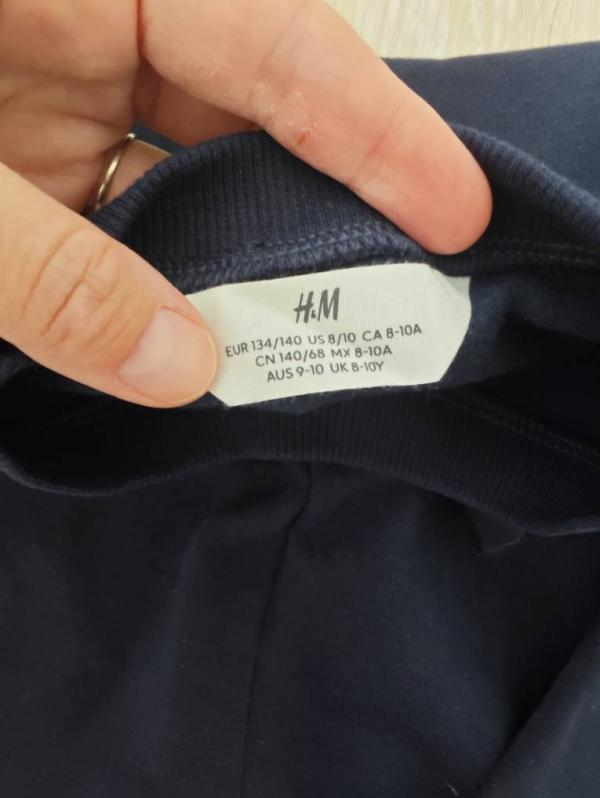 H&M
EUR 134/140 US 8/10 CA 8-10A
CN 140/68 MX 8-10A
AUS 9-10 UK 8-10Y